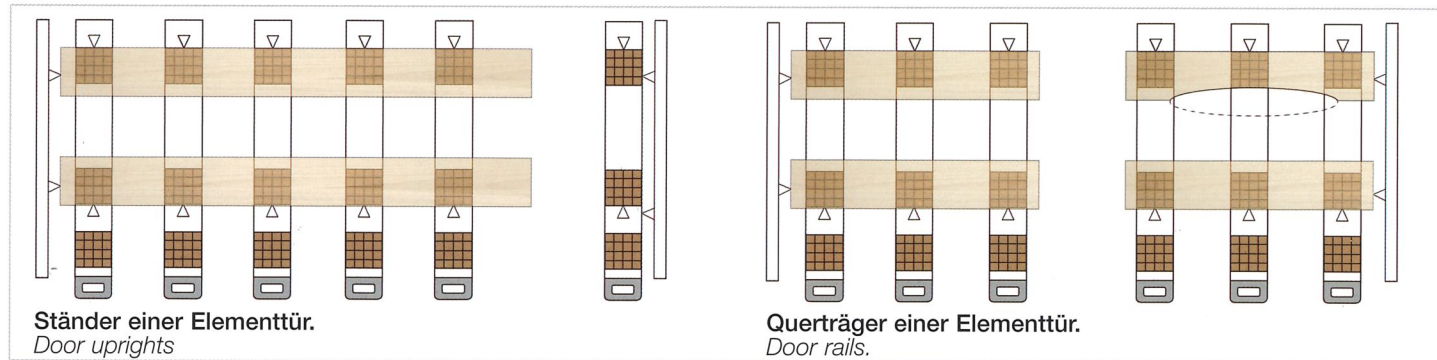 Ständer einer Elementtür.
Door uprights
Querträger einer Elementtür.
Door rails.